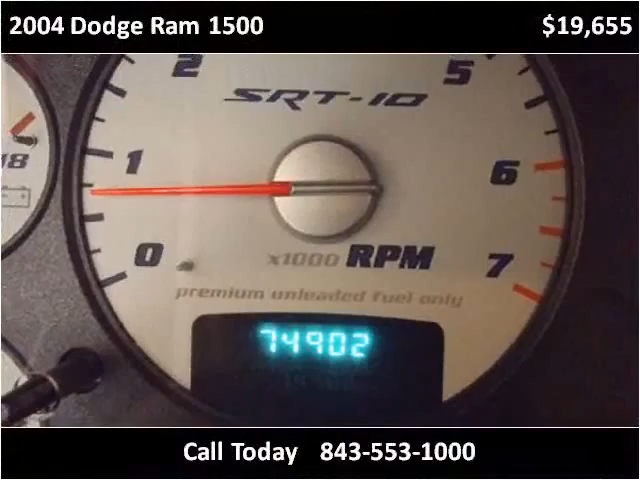 2004 Dodge Ram 1500 $19,655
2 5
SRT-10
18 1 6
0 x1000 RPM 7
premium unleaded fuel only
74902
Call Today 843-553-1000